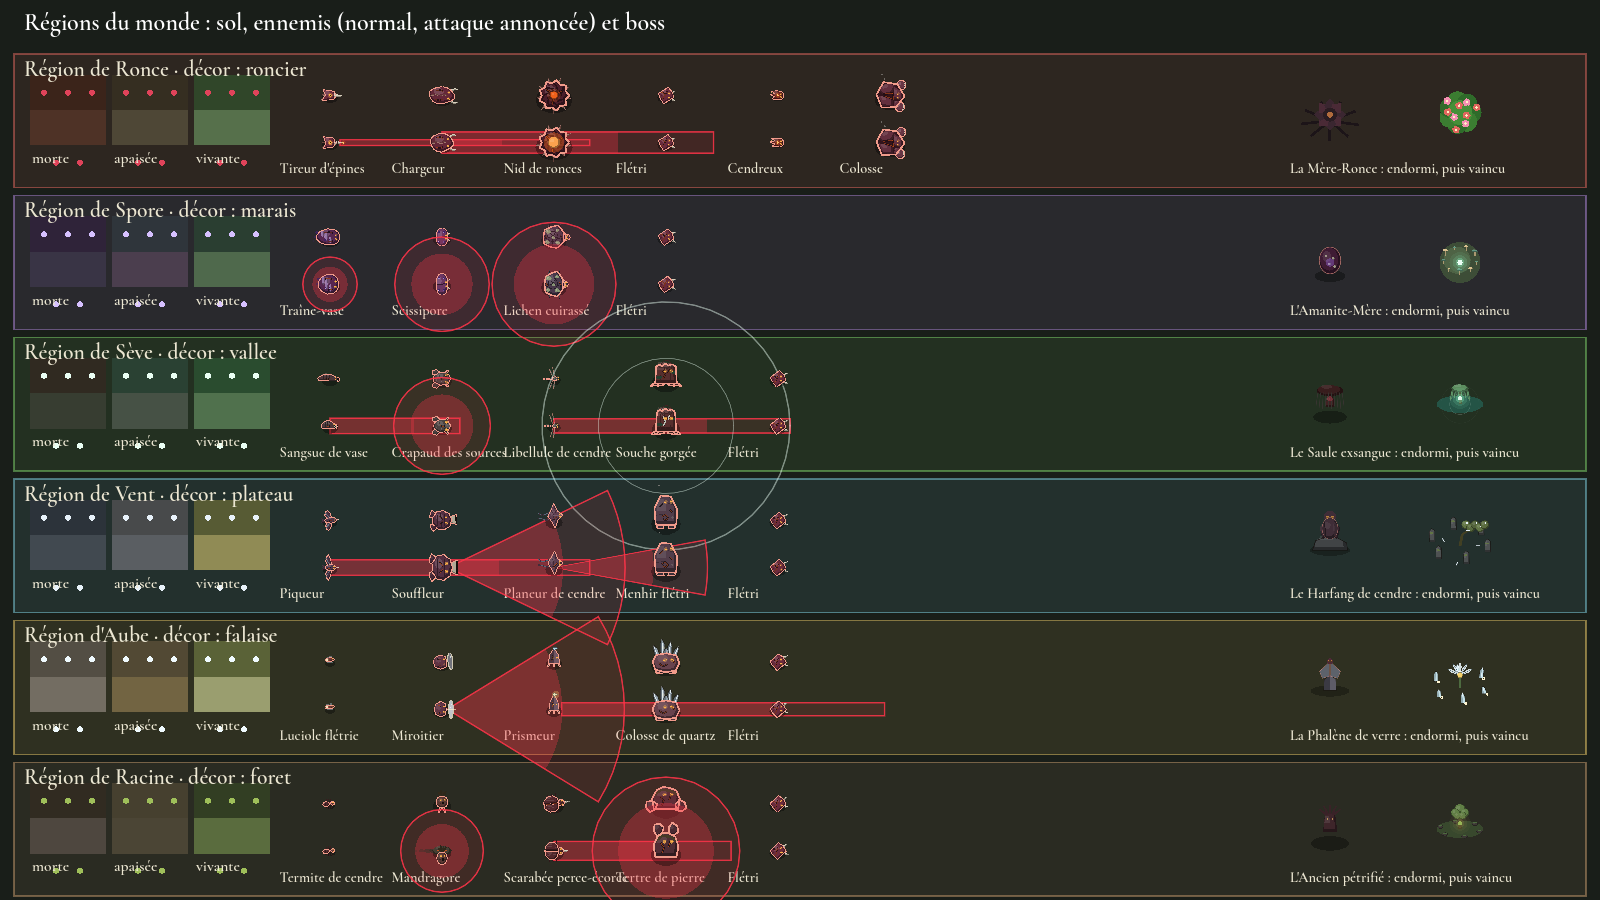 Régions du monde : sol, ennemis (normal, attaque annoncée) et boss
Région de Ronce · décor : roncier
morte apaisée vivante
Tireur d'épines Chargeur Nid de ronces Flétri Cendreux Colosse La Mère-Ronce : endormi, puis vaincu
Région de Spore · décor : marais
morte apaisée vivante
Traîne-vase Scissipore Lichen cuirassé Flétri L'Amanite-Mère : endormi, puis vaincu
Région de Sève · décor : vallee
morte apaisée vivante
Sangsue de vase Crapaud des sources Libellule de cendre Souche gorgée Flétri Le Saule exsangue : endormi, puis vaincu
Région de Vent · décor : plateau
morte apaisée vivante
Piqueur Souffleur Planeur de cendre Menhir flétri Flétri Le Harfang de cendre : endormi, puis vaincu
Région d'Aube · décor : falaise
morte apaisée vivante
Luciole flétrie Miroitier Prismeur Colosse de quartz Flétri La Phalène de verre : endormi, puis vaincu
Région de Racine · décor : foret
morte apaisée vivante
Termite de cendre Mandragore Scarabée perce-écorce Tertre de pierre Flétri L'Ancien pétrifié : endormi, puis vaincu